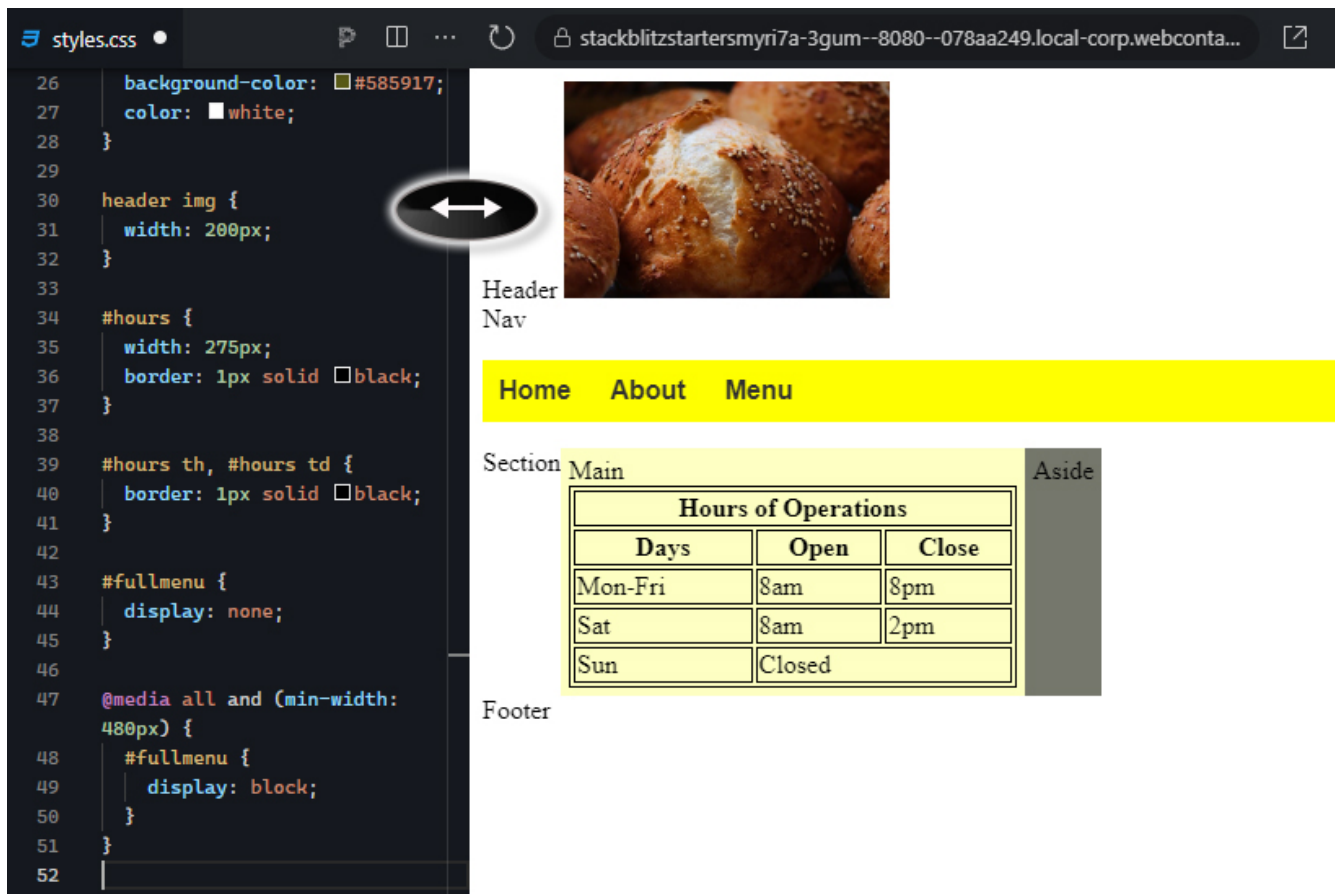 styles.css
stackblitzstartersmyri7a-3gum--8080--078aa249.local-corp.webconta...
26 background-color: #585917;
27 color: white;
28 }
29
30 header img {
31 width: 200px;
32 }
33
34 #hours {
35 width: 275px;
36 border: 1px solid black;
37 }
38
39 #hours th, #hours td {
40 border: 1px solid black;
41 }
42
43 #fullmenu {
44 display: none;
45 }
46
47 @media all and (min-width:
480px) {
48 #fullmenu {
49 display: block;
50 }
51 }
52
Header
Nav
Home About Menu
Section Main Aside
Hours of Operations
Days Open Close
Mon-Fri 8am 8pm
Sat 8am 2pm
Sun Closed
Footer